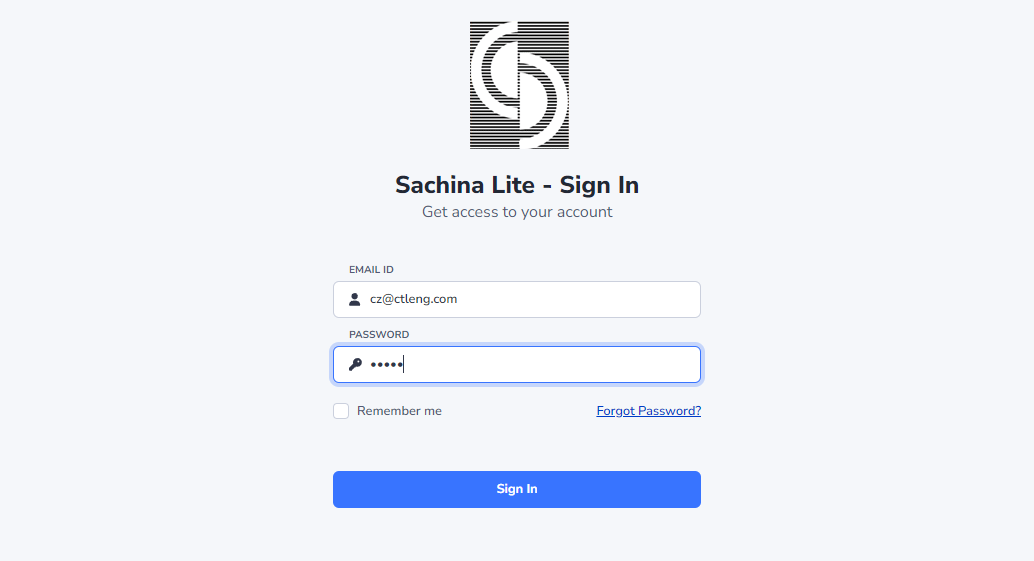 Sachina Lite - Sign In
Get access to your account
EMAIL ID
cz@ctleng.com
PASSWORD
•••••
Remember me
Forgot Password?
Sign In